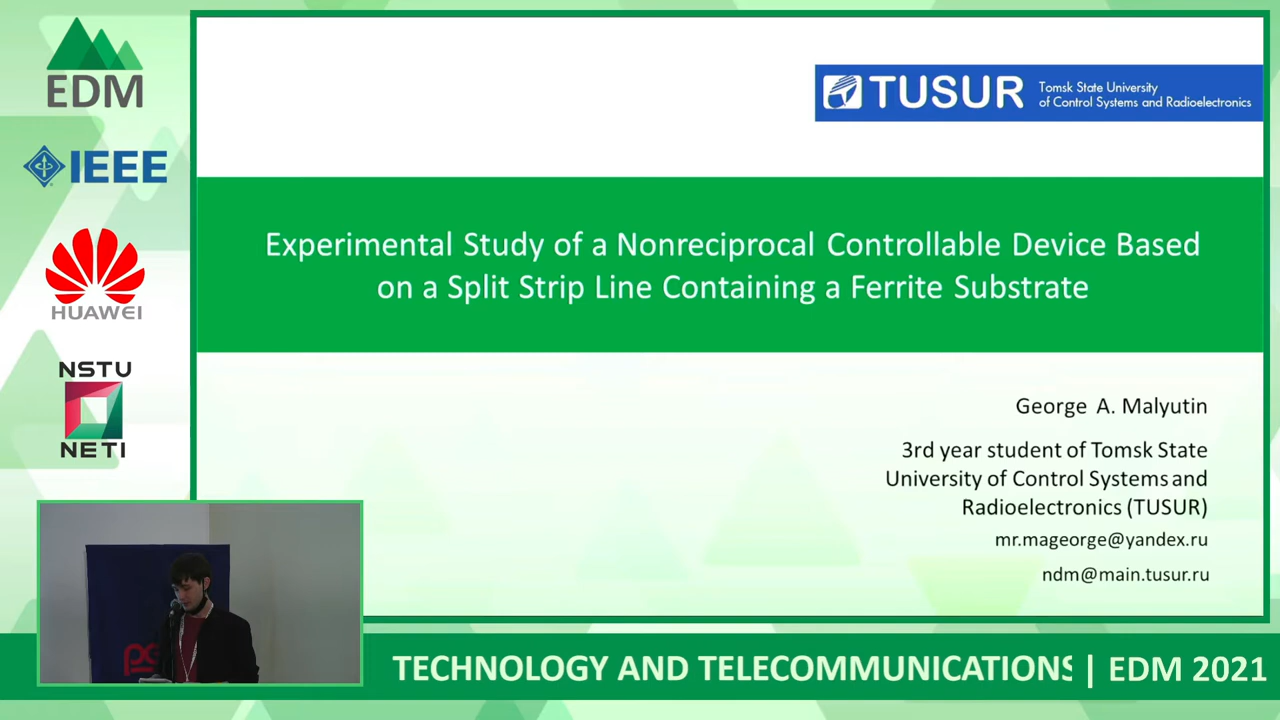 EDM
IEEE
HUAWEI
NSTU
NETI
TUSUR
Tomsk State University
of Control Systems and Radioelectronics
Experimental Study of a Nonreciprocal Controllable Device Based
on a Split Strip Line Containing a Ferrite Substrate
George A. Malyutin
3rd year student of Tomsk State
University of Control Systems and
Radioelectronics (TUSUR)
mr.mageorge@yandex.ru
ndm@main.tusur.ru
TECHNOLOGY AND TELECOMMUNICATIONS | EDM 2021